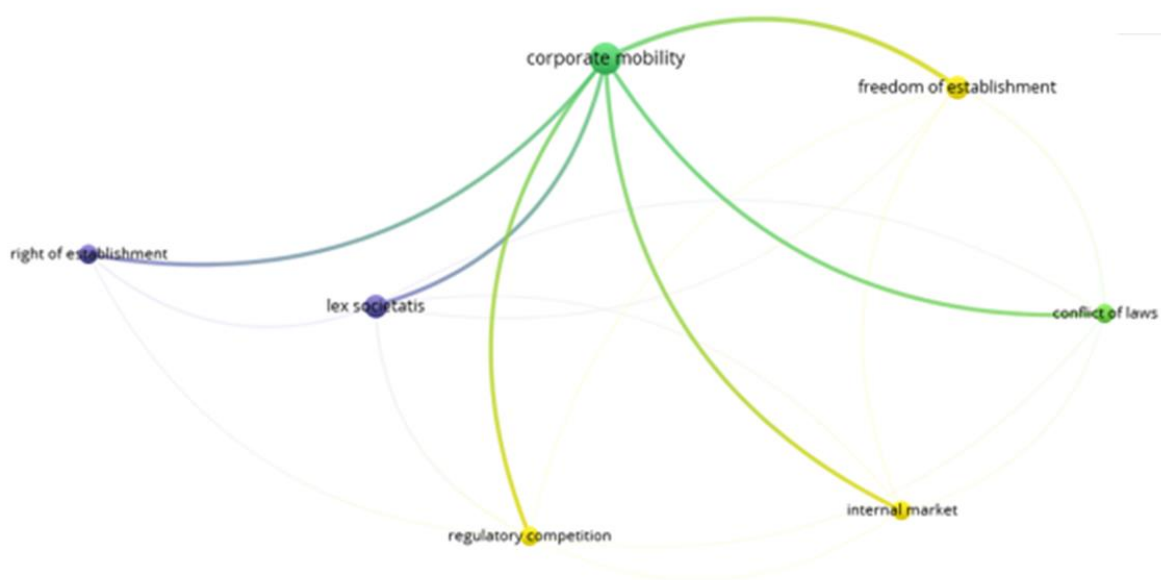 corporate mobility
freedom of establishment
right of establishment
lex societatis
conflict of laws
internal market
regulatory competition